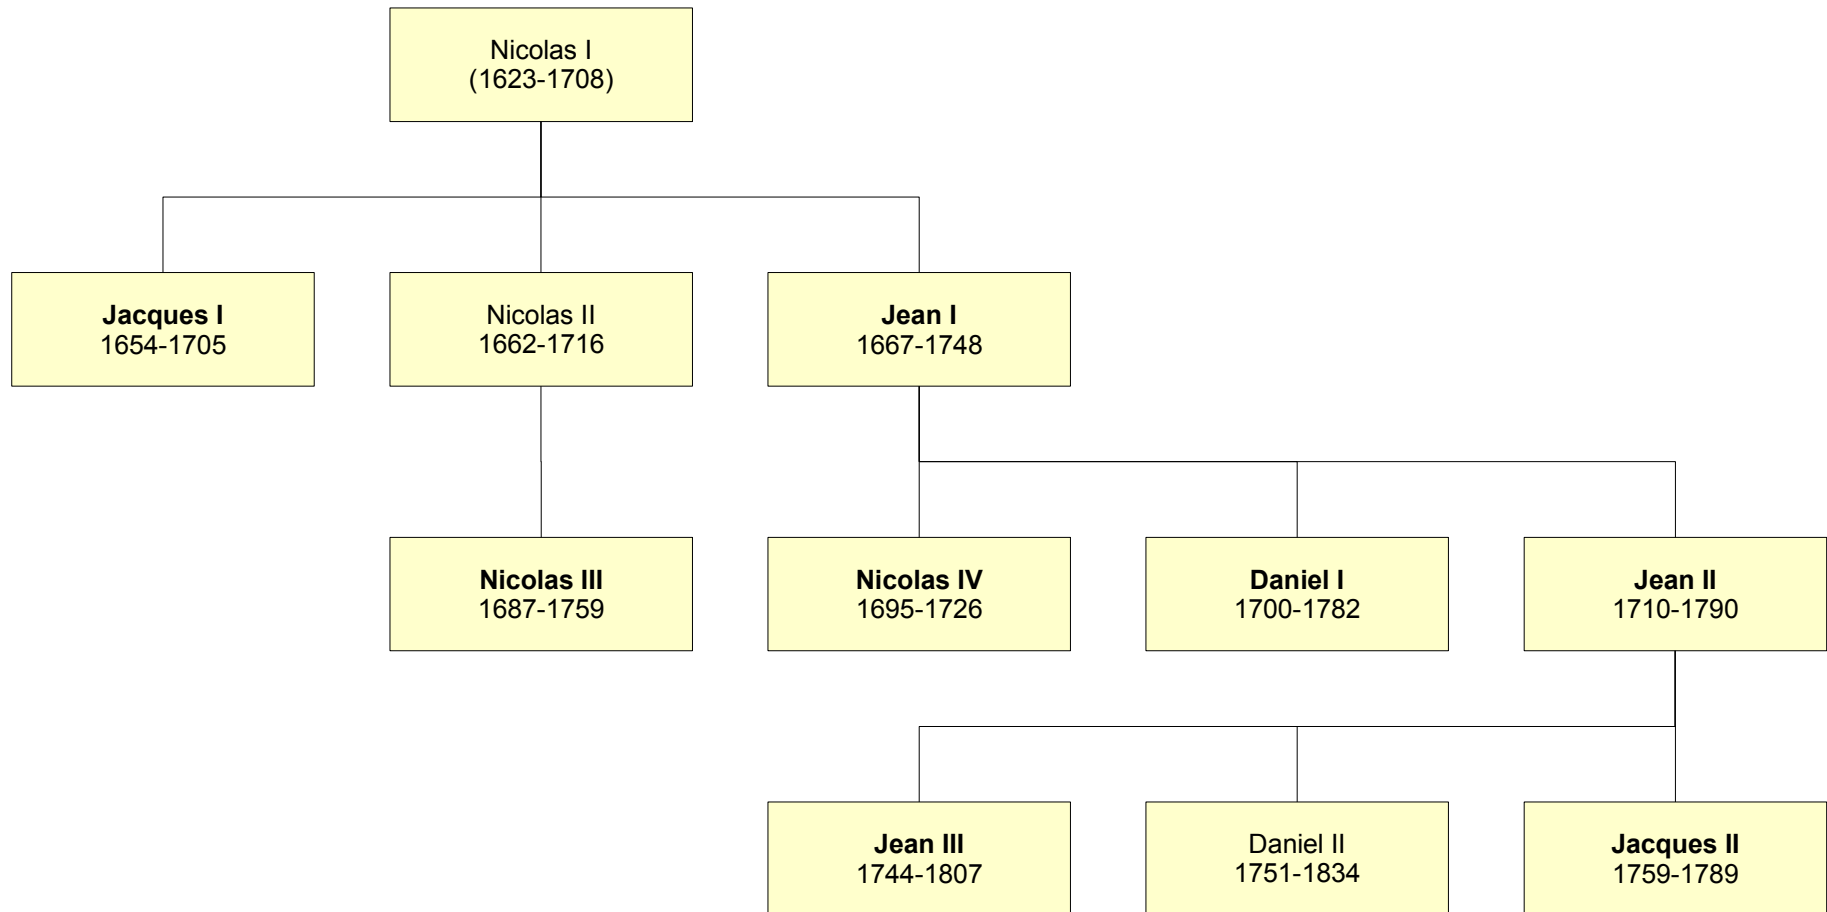 Nicolas I
(1623-1708)
Jacques I
1654-1705
Nicolas II
1662-1716
Jean I
1667-1748
Nicolas III
1687-1759
Nicolas IV
1695-1726
Daniel I
1700-1782
Jean II
1710-1790
Jean III
1744-1807
Daniel II
1751-1834
Jacques II
1759-1789